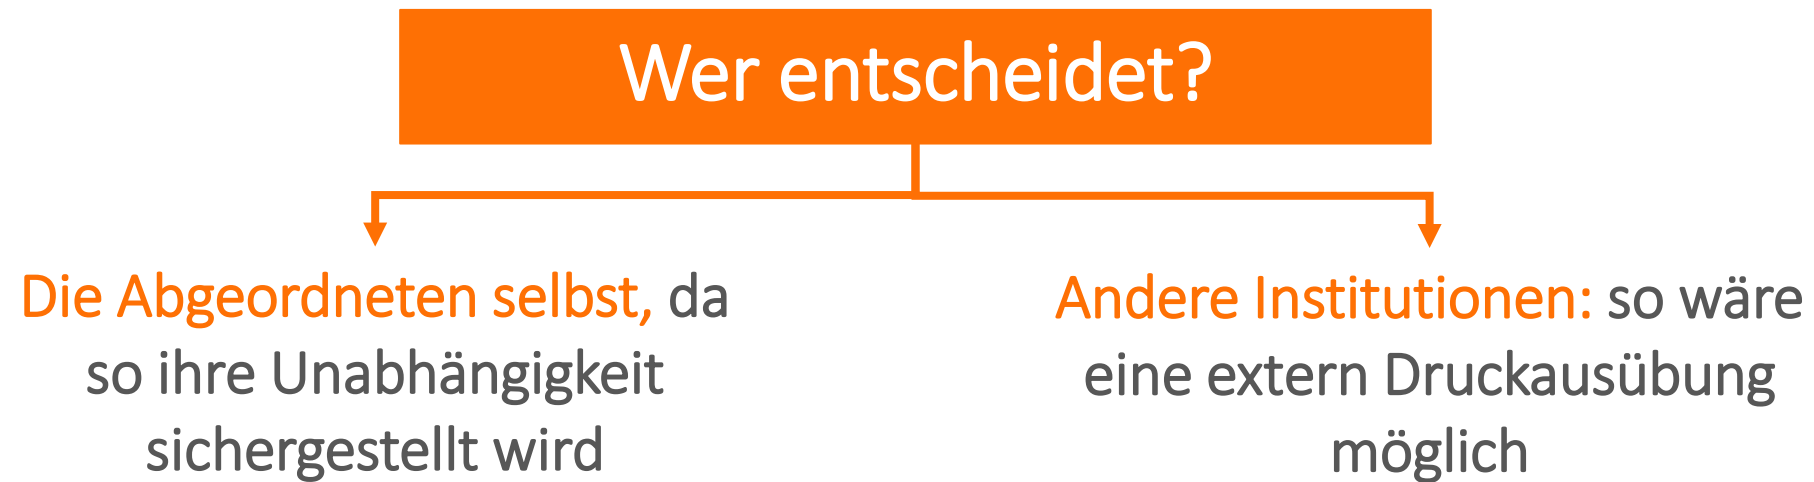 Wer entscheidet?
Die Abgeordneten selbst, da
so ihre Unabhängigkeit
sichergestellt wird
Andere Institutionen: so wäre
eine extern Druckausübung
möglich